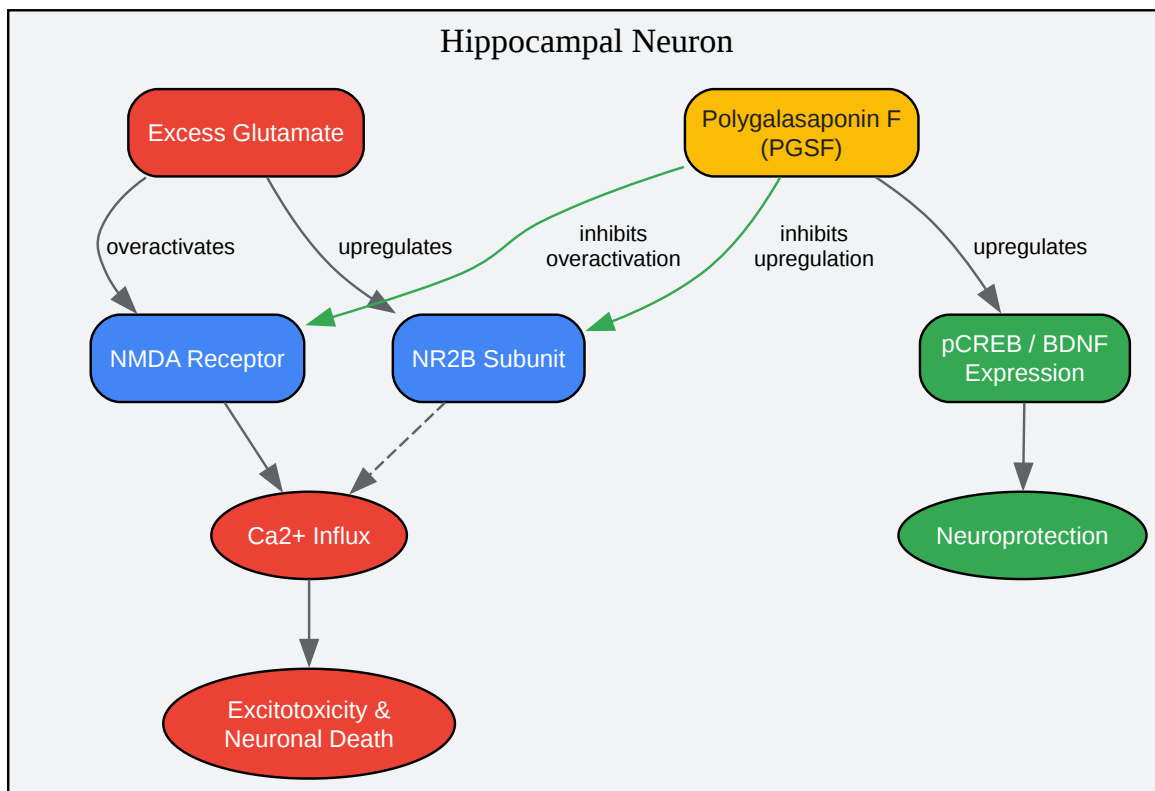 Hippocampal Neuron
Excess Glutamate
Polygalasaponin F
(PGSF)
overactivates
upregulates
inhibits
overactivation
inhibits
upregulation
upregulates
NMDA Receptor
NR2B Subunit
pCREB / BDNF
Expression
Ca2+ Influx
Neuroprotection
Excitotoxicity &
Neuronal Death